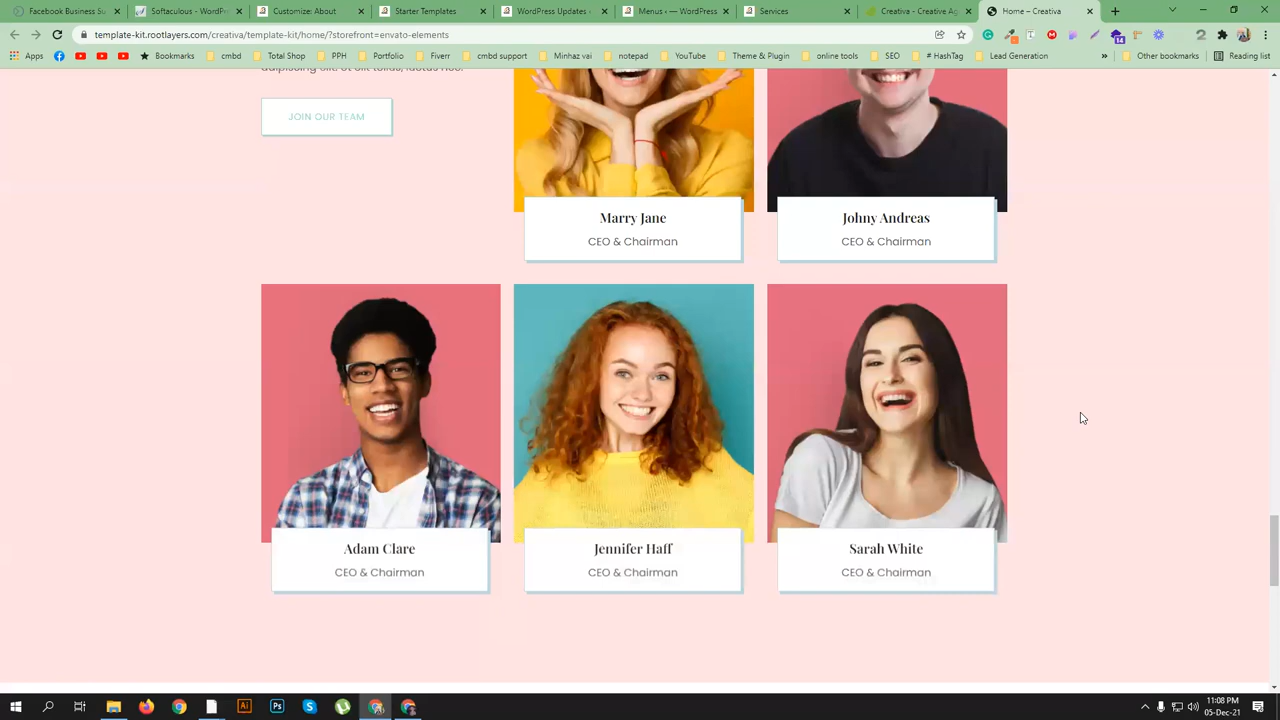 Facebook Business Su
Softaculous - WordPre
Customize: About
Starter Templates
WordPress Updates
Menus ‹ — WordPress
Services
Creativa - Creative Ag
Home – Creativa
template-kit.rootlayers.com/creativa/template-kit/home/?storefront=envato-elements
Apps
Bookmarks
cmbd
Total Shop
PPH
Portfolio
Fiverr
cmbd support
Minhaz vai
notepad
YouTube
Theme & Plugin
online tools
SEO
# HashTag
Lead Generation
»
Other bookmarks
Reading list
JOIN OUR TEAM
Marry Jane
CEO & Chairman
Johny Andreas
CEO & Chairman
Adam Clare
CEO & Chairman
Jennifer Haff
CEO & Chairman
Sarah White
CEO & Chairman
11:08 PM
05-Dec-21